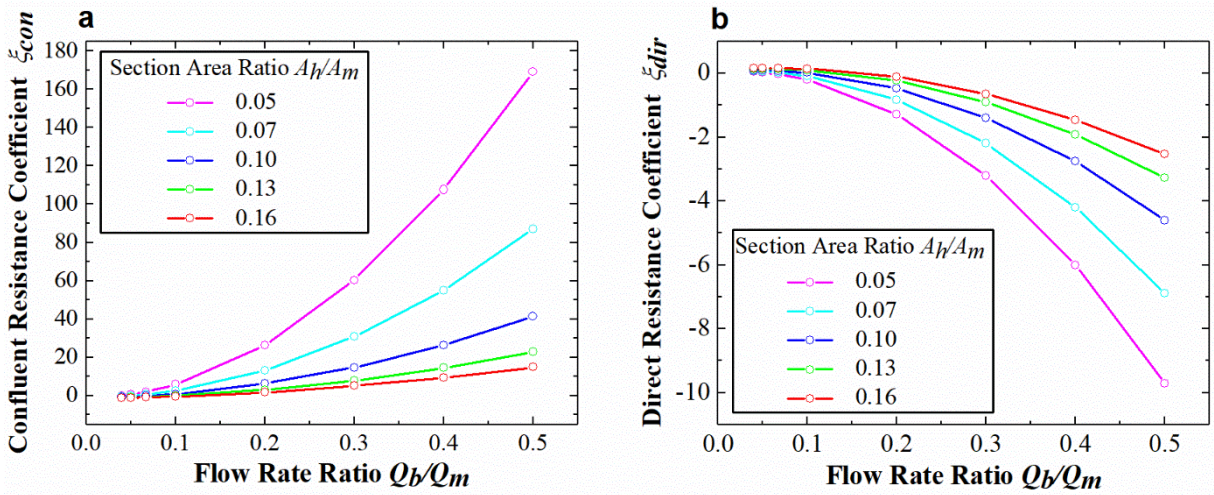 a
Confluent Resistance Coefficient ξcon
180
160
140
120
100
80
60
40
20
0
Section Area Ratio Ah/Am
0.05
0.07
0.10
0.13
0.16
0.0 0.1 0.2 0.3 0.4 0.5
Flow Rate Ratio Qb/Qm
b
Direct Resistance Coefficient ξdir
0
-2
-4
-6
-8
-10
Section Area Ratio Ah/Am
0.05
0.07
0.10
0.13
0.16
0.0 0.1 0.2 0.3 0.4 0.5
Flow Rate Ratio Qb/Qm